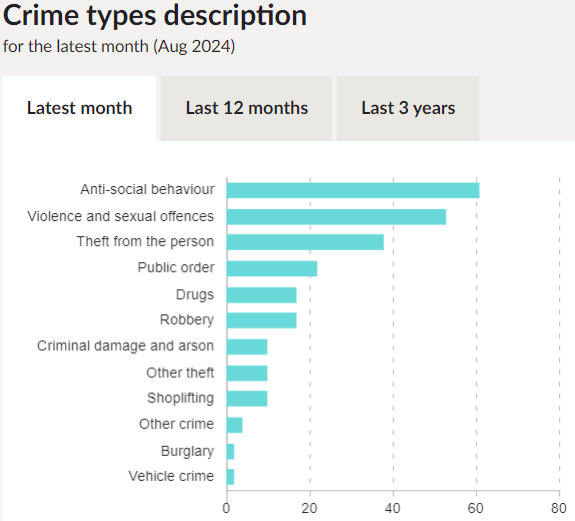 Crime types description
for the latest month (Aug 2024)
Latest month
Last 12 months
Last 3 years
Anti-social behaviour
Violence and sexual offences
Theft from the person
Public order
Drugs
Robbery
Criminal damage and arson
Other theft
Shoplifting
Other crime
Burglary
Vehicle crime
0 20 40 60 80